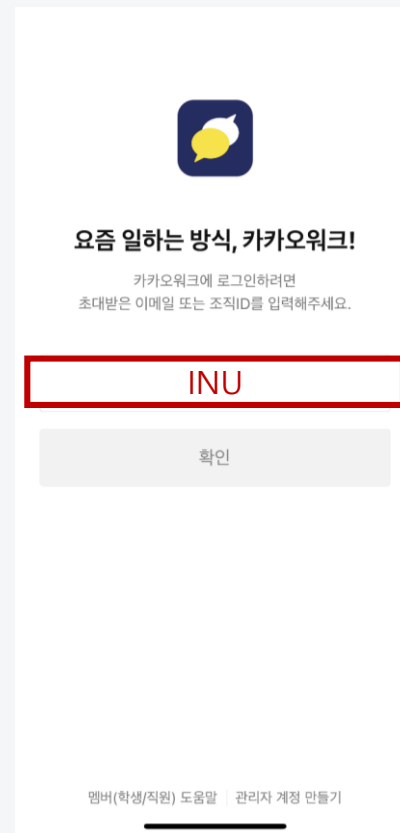 요즘 일하는 방식, 카카오워크!
카카오워크에 로그인하려면
초대받은 이메일 또는 조직ID를 입력해주세요.
INU
확인
멤버(학생/직원) 도움말 | 관리자 계정 만들기